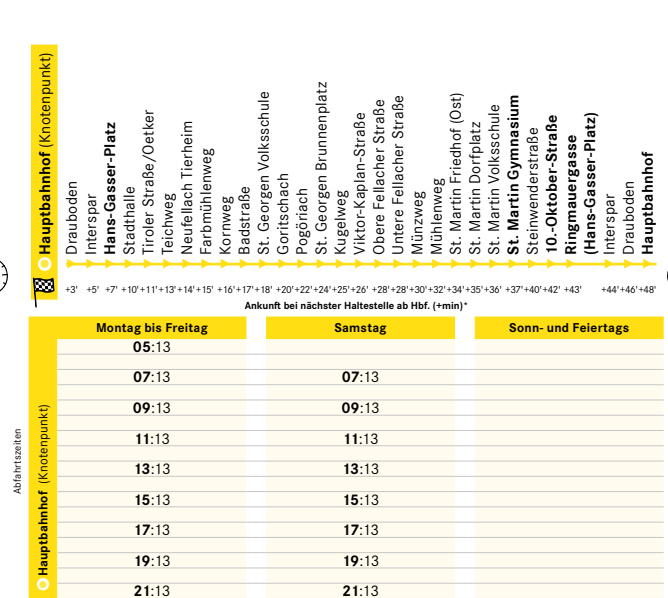 Hauptbahnhof (Knotenpunkt)
Drauboden
Interspar
Hans-Gasser-Platz
Stadthalle
Tiroler Straße/Oetker
Teichweg
Neufellach Tierheim
Farbmühlenweg
Kornweg
Badstraße
St. Georgen Volksschule
Goritschach
Pogöriach
St. Georgen Brunnenplatz
Kugelweg
Viktor-Kaplan-Straße
Obere Fellacher Straße
Untere Fellacher Straße
Münzweg
Mühlenweg
St. Martin Friedhof (Ost)
St. Martin Dorfplatz
St. Martin Volksschule
St. Martin Gymnasium
Steinwenderstraße
10.-Oktober-Straße
Ringmauergasse
(Hans-Gasser-Platz)
Interspar
Drauboden
Hauptbahnhof
+3' +5' +7' +10' +11' +13' +14' +15' +16' +17' +18' +20' +22' +24' +25' +26' +28' +28' +30' +32' +34' +35' +36' +37' +40' +42' +43' +44' +46' +48'
Ankunft bei nächster Haltestelle ab Hbf. (+min)*
Montag bis Freitag Samstag Sonn- und Feiertags
Abfahrtszeiten
Hauptbahnhof (Knotenpunkt)
05:13
07:13 07:13
09:13 09:13
11:13 11:13
13:13 13:13
15:13 15:13
17:13 17:13
19:13 19:13
21:13 21:13